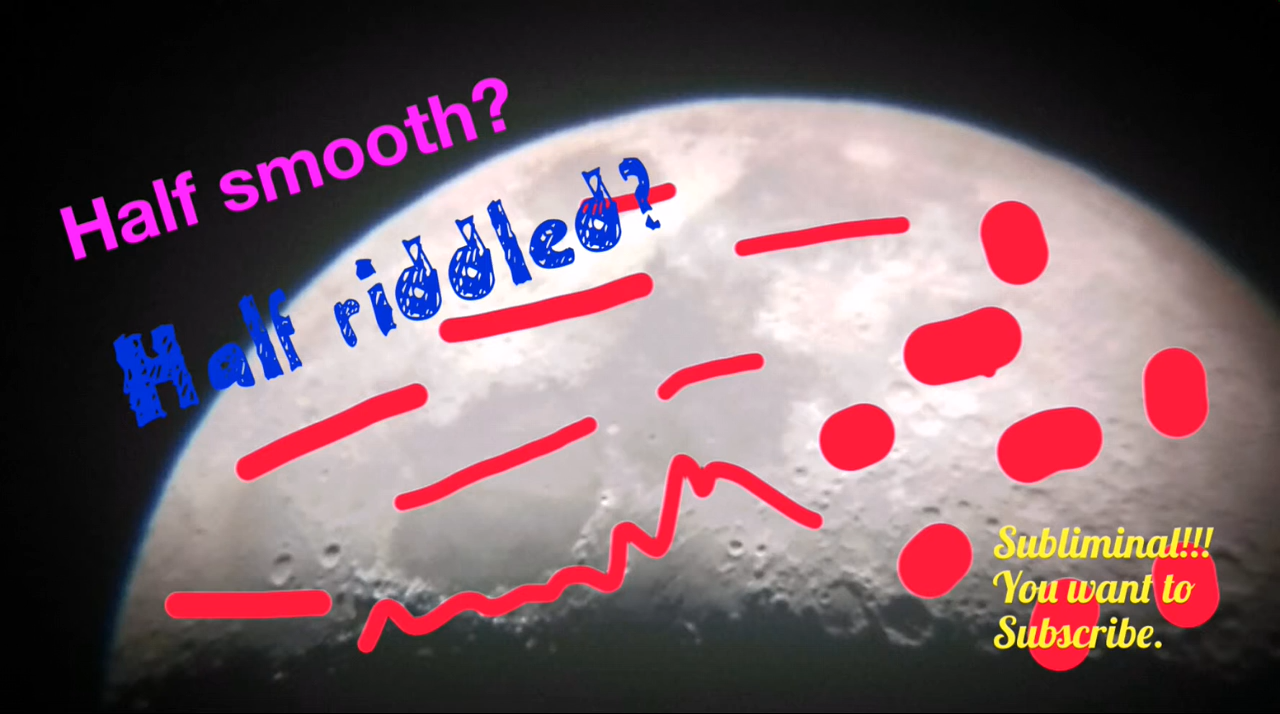 Half smooth?
Half riddled?
Subliminal!!!
You want to
Subscribe.